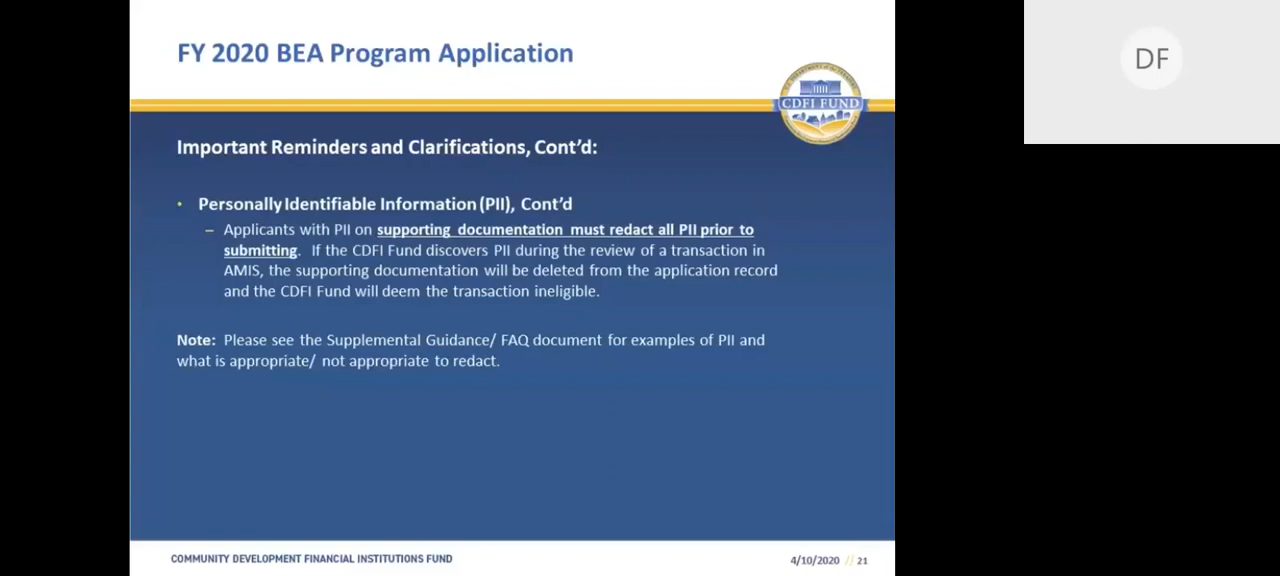 FY 2020 BEA Program Application
DF
CDFI FUND
Important Reminders and Clarifications, Cont'd:
• Personally Identifiable Information (PII), Cont'd
– Applicants with PII on supporting documentation must redact all PII prior to
submitting. If the CDFI Fund discovers PII during the review of a transaction in
AMIS, the supporting documentation will be deleted from the application record
and the CDFI Fund will deem the transaction ineligible.
Note: Please see the Supplemental Guidance/ FAQ document for examples of PII and
what is appropriate/ not appropriate to redact.
COMMUNITY DEVELOPMENT FINANCIAL INSTITUTIONS FUND
4/10/2020 // 21